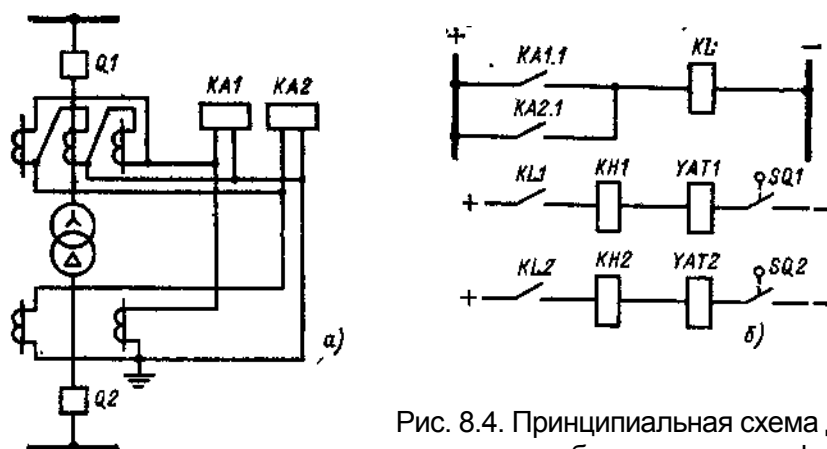 Q1
KA1
KA2
а)
Q2
+
KA1.1
KL
−
KA2.1
+
KL1
KH1
YAT1
SQ1
−
+
KL2
KH2
YAT2
SQ2
−
б)
Рис. 8.4. Принципиальная схема